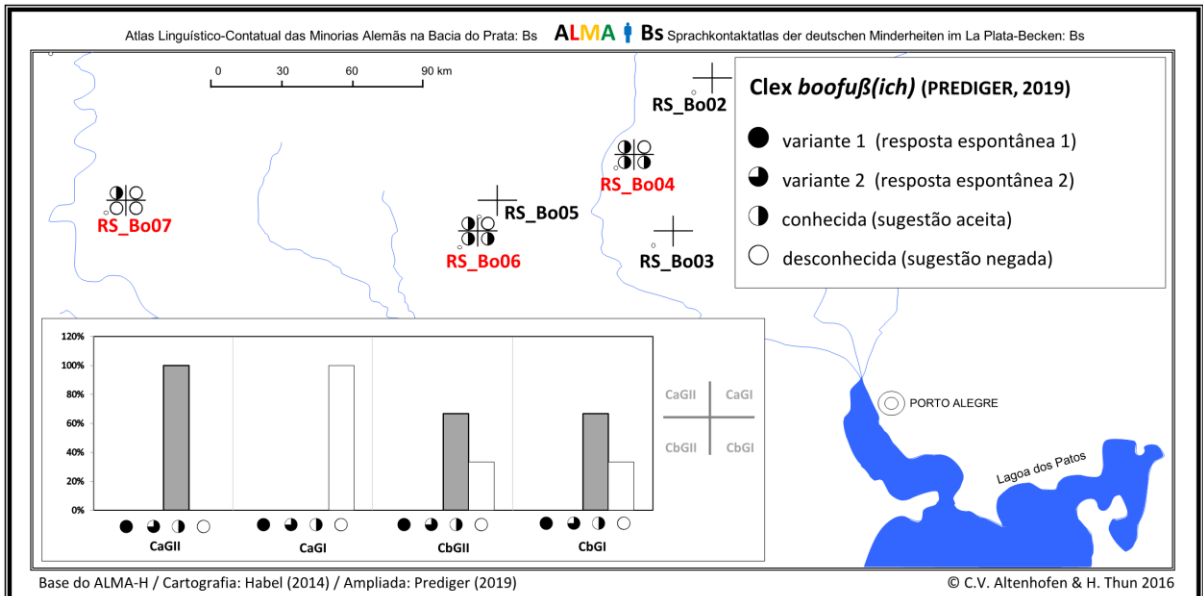 Atlas Linguístico-Contatual das Minorias Alemãs na Bacia do Prata: Bs ALMA Bs Sprachkontaktatlas der deutschen Minderheiten im La Plata-Becken: Bs
0 30 60 90 km
RS_Bo02
RS_Bo04
RS_Bo07
RS_Bo05
RS_Bo06
RS_Bo03
Clex boofuß(ich) (PREDIGER, 2019)
variante 1 (resposta espontânea 1)
variante 2 (resposta espontânea 2)
conhecida (sugestão aceita)
desconhecida (sugestão negada)
120%
100%
80%
60%
40%
20%
0%
CaGII CaGI CbGII CbGI
CaGII CaGI
CbGII CbGI
PORTO ALEGRE
Lagoa dos Patos
Base do ALMA-H / Cartografia: Habel (2014) / Ampliada: Prediger (2019) © C.V. Altenhofen & H. Thun 2016